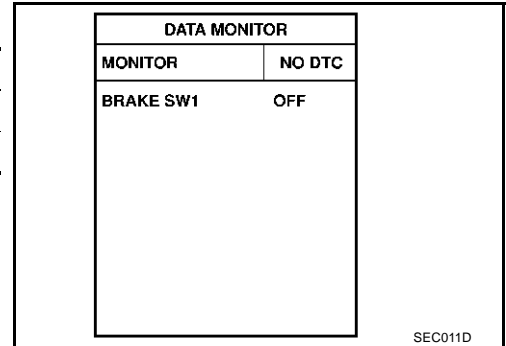 DATA MONITOR
MONITOR NO DTC
BRAKE SW1 OFF
SEC011D